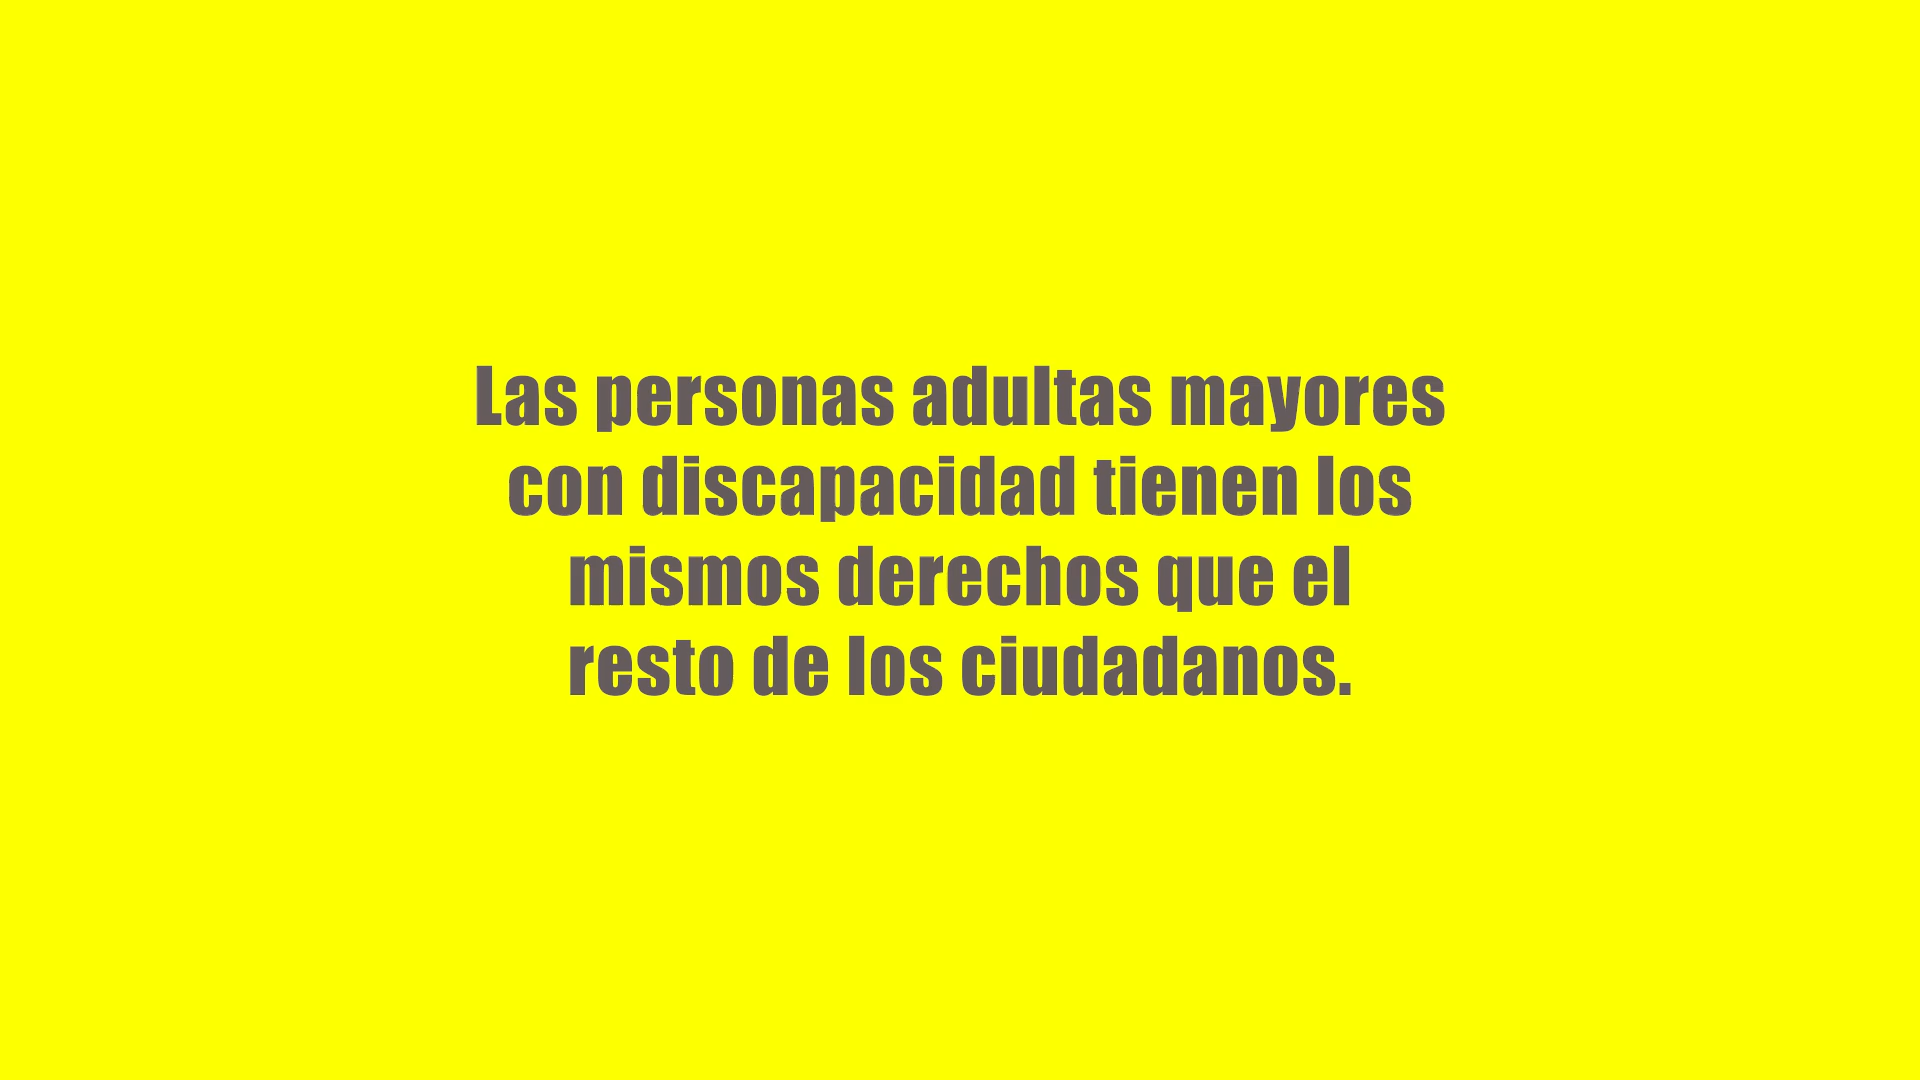 Las personas adultas mayores
con discapacidad tienen los
mismos derechos que el
resto de los ciudadanos.